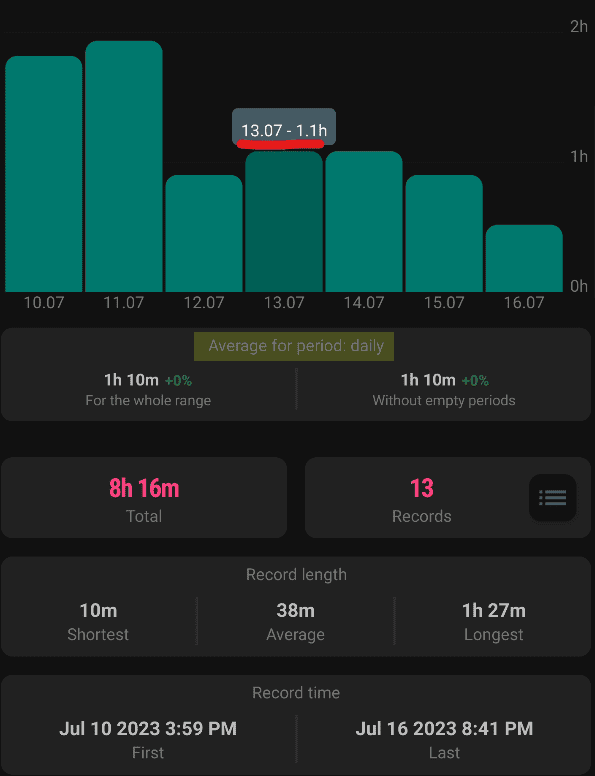 2h
13.07 - 1.1h
1h
0h
10.07 11.07 12.07 13.07 14.07 15.07 16.07
Average for period: daily
1h 10m +0% 1h 10m +0%
For the whole range Without empty periods
8h 16m 13
Total Records
Record length
10m 38m 1h 27m
Shortest Average Longest
Record time
Jul 10 2023 3:59 PM Jul 16 2023 8:41 PM
First Last